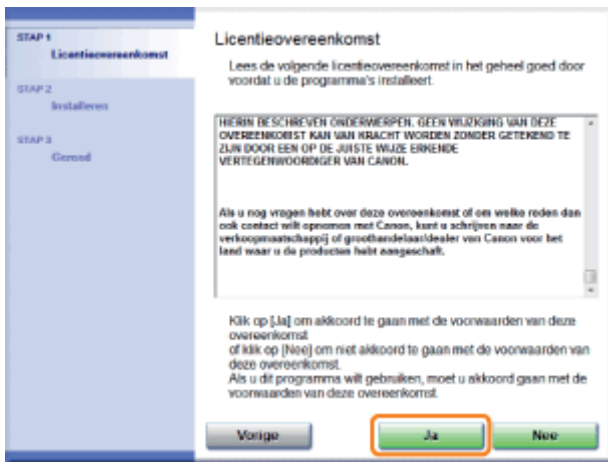 STAP 1
Licentieovereenkomst
STAP 2
Installeren
STAP 3
Gereed
Licentieovereenkomst
Lees de volgende licentieovereenkomst in het geheel goed door
voordat u de programma's installeert.
HIERIN BESCHREVEN ONDERWERPEN. GEEN WIJZIGING VAN DEZE
OVEREENKOMST KAN VAN KRACHT WORDEN ZONDER GETEKEND TE
ZIJN DOOR EEN OP DE JUISTE WIJZE ERKENDE
VERTEGENWOORDIGER VAN CANON.
Als u nog vragen hebt over deze overeenkomst of om welke reden dan
ook contact wilt opnemen met Canon, kunt u schrijven naar de
verkoopmaatschappij of groothandelaar/dealer van Canon voor het
land waar u de producten hebt aangeschaft.
Klik op [Ja] om akkoord te gaan met de voorwaarden van deze
overeenkomst
of klik op [Nee] om niet akkoord te gaan met de voorwaarden van
deze overeenkomst.
Als u dit programma wilt gebruiken, moet u akkoord gaan met de
voorwaarden van deze overeenkomst.
Vorige
Ja
Nee